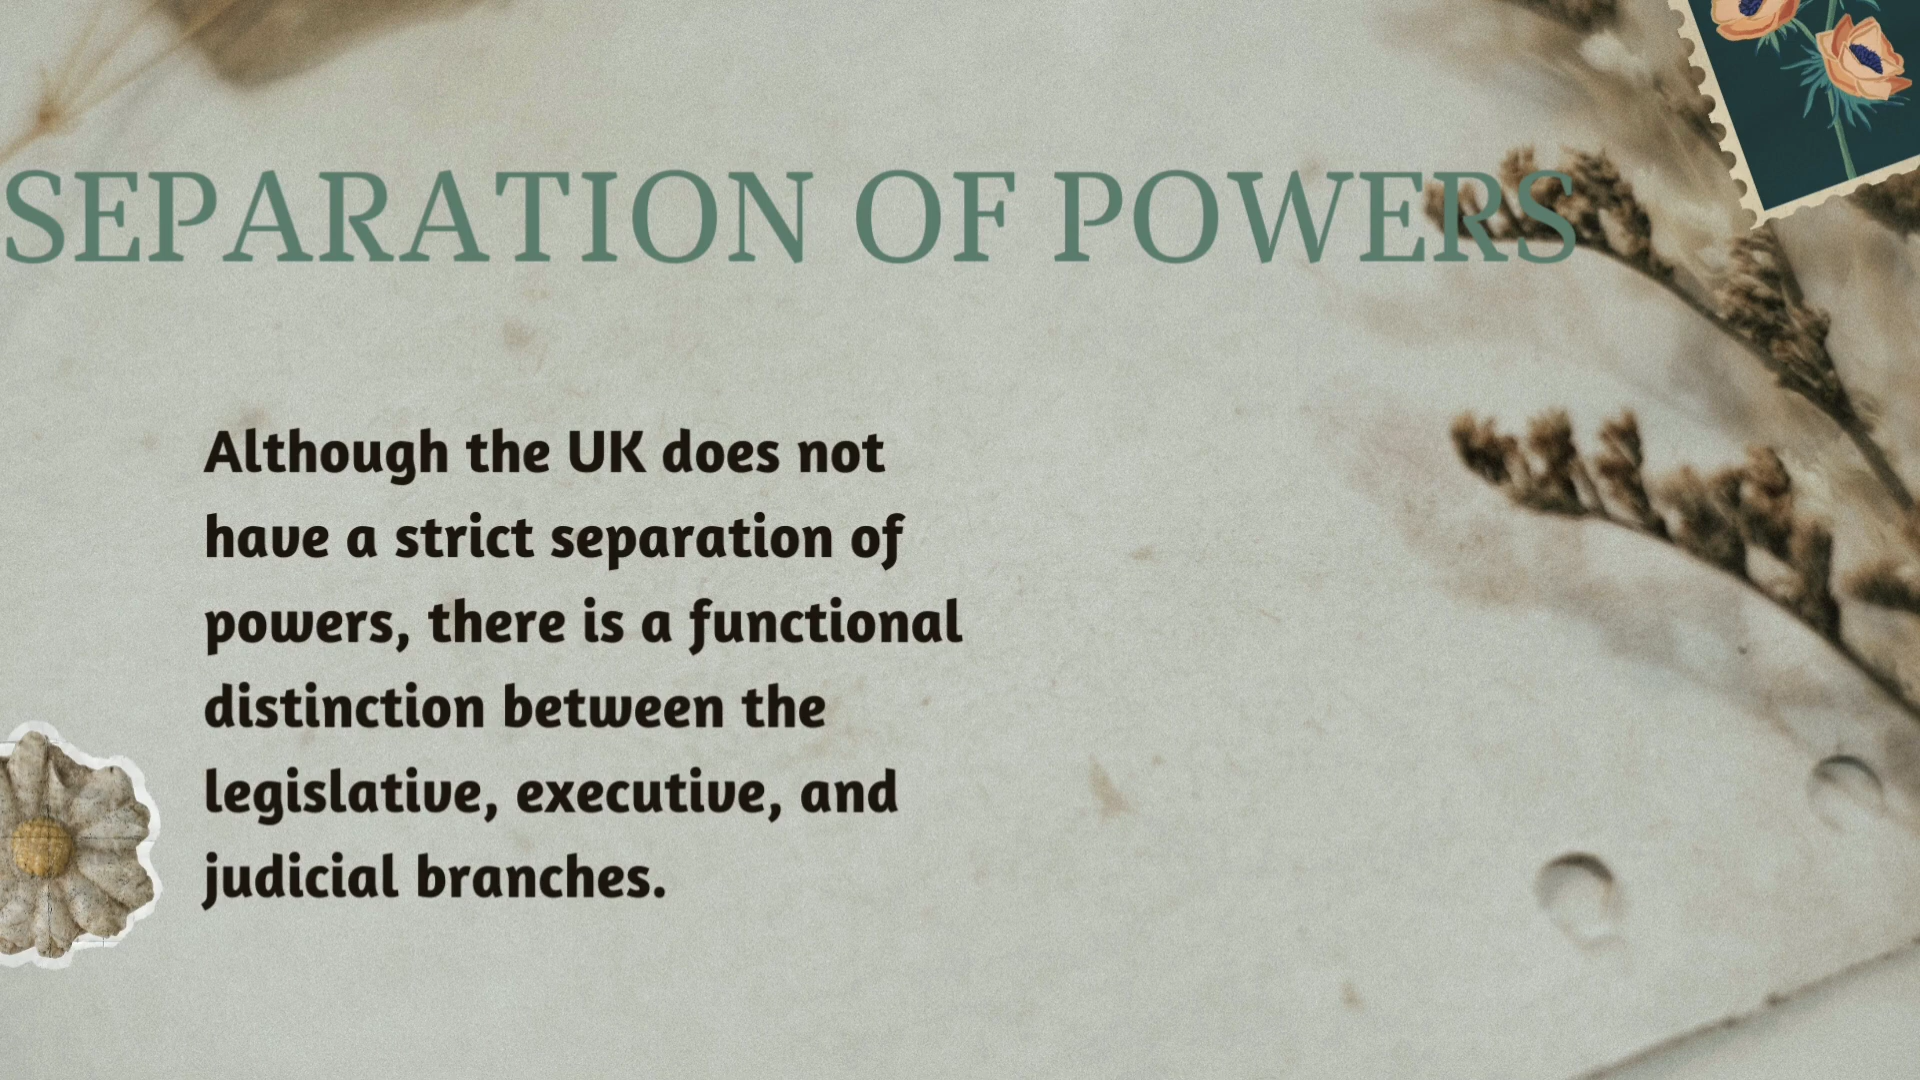 SEPARATION OF POWERS
Although the UK does not
have a strict separation of
powers, there is a functional
distinction between the
legislative, executive, and
judicial branches.